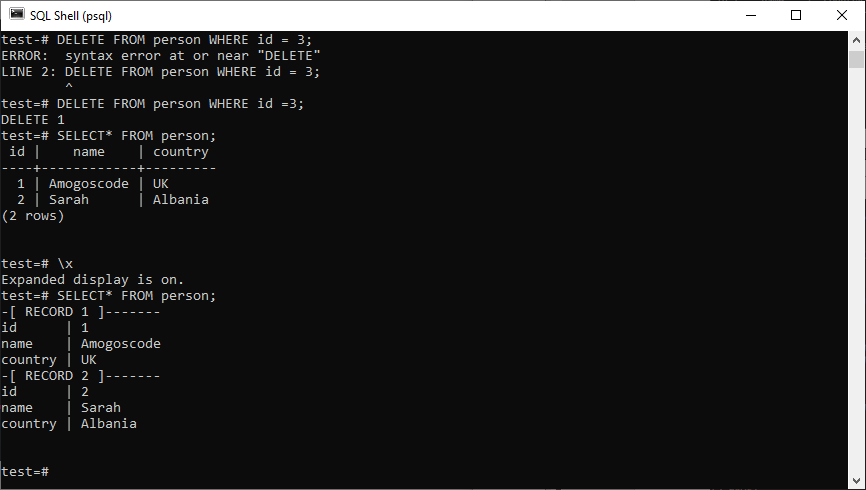 SQL Shell (psql)
test-# DELETE FROM person WHERE id = 3;
ERROR:  syntax error at or near "DELETE"
LINE 2: DELETE FROM person WHERE id = 3;
        ^
test=# DELETE FROM person WHERE id =3;
DELETE 1
test=# SELECT* FROM person;
 id |    name    | country
----+------------+---------
  1 | Amogoscode | UK
  2 | Sarah      | Albania
(2 rows)
test=# \x
Expanded display is on.
test=# SELECT* FROM person;
-[ RECORD 1 ]-------
id      | 1
name    | Amogoscode
country | UK
-[ RECORD 2 ]-------
id      | 2
name    | Sarah
country | Albania
test=#